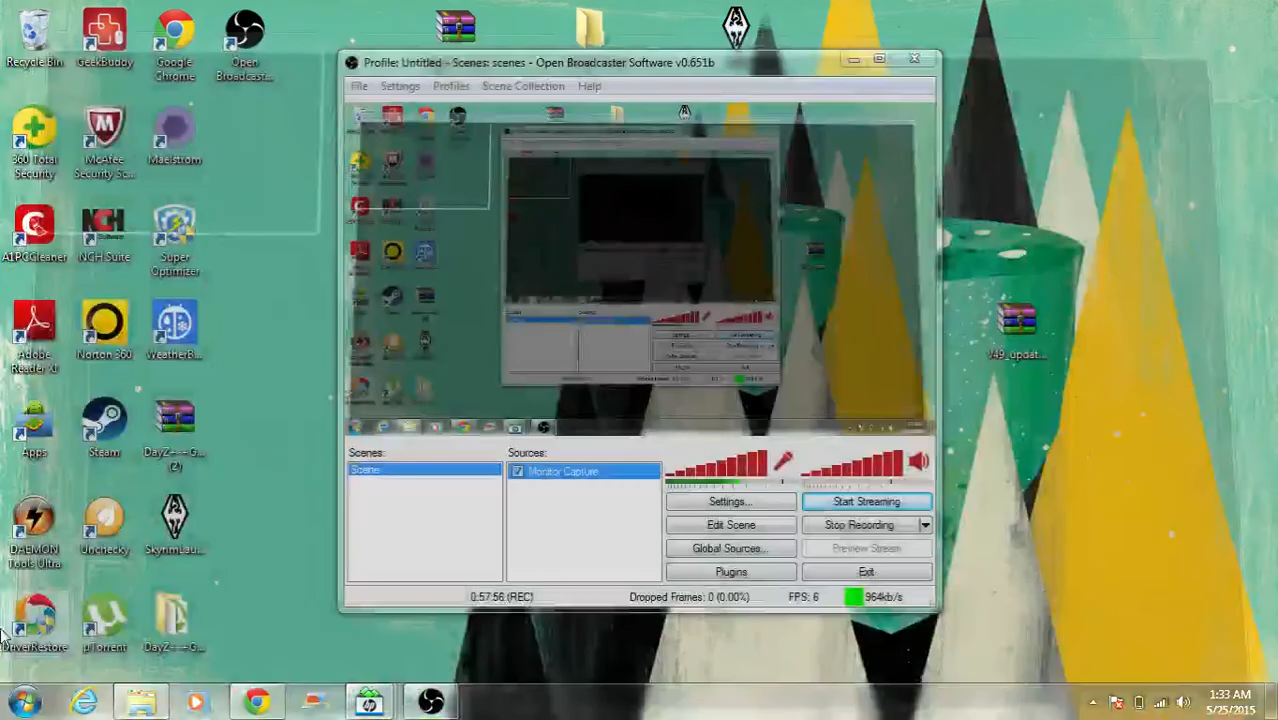 Recycle Bin
GeekBuddy
Google
Chrome
Open
Broadcast...
Profile: Untitled - Scenes: scenes - Open Broadcaster Software v0.651b
File Settings Profiles Scene Collection Help
360 Total
Security
McAfee
Security Sc...
Maelstrom
A1PCCleaner
NCH
Software
NCH Suite
Super
Optimizer
Adobe
Reader XI
Norton 360
WeatherB...
V49_updat...
Apps
Steam
DayZ-~-G...
(2)
Scenes:
Scene
Sources:
Monitor Capture
Settings...
Start Streaming
Edit Scene
Stop Recording
Global Sources...
Preview Stream
Plugins
Exit
0:57:56 (REC)
Dropped Frames: 0 (0.00%)
FPS: 6
964kb/s
DAEMON
Tools Ultra
Unchecky
SkyrimLau...
DriverRestore
µTorrent
DayZ-~-G...
hp
1:33 AM
5/25/2015